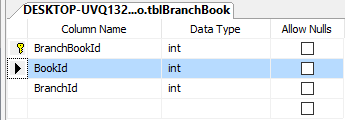 DESKTOP-UVQ132...o.tblBranchBook
Column Name Data Type Allow Nulls
BranchBookId int
BookId int
BranchId int